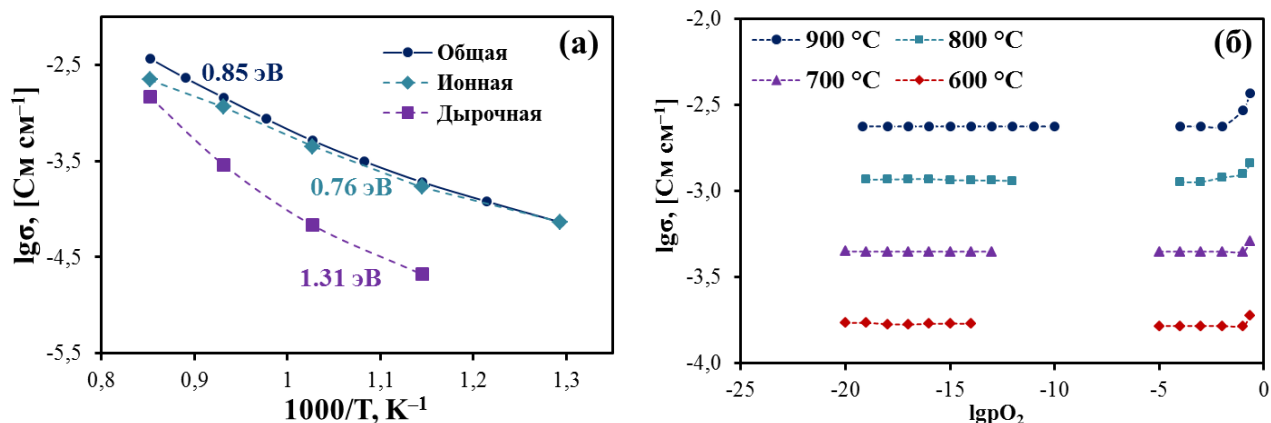 (а)
Общая
Ионная
Дырочная
0.85 эВ
0.76 эВ
1.31 эВ
lgσ, [См см⁻¹]
-2,5
-3,5
-4,5
-5,5
0,8 0,9 1 1,1 1,2 1,3
1000/T, K⁻¹
(б)
900 °C 800 °C
700 °C 600 °C
lgσ, [См см⁻¹]
-2,0
-2,5
-3,0
-3,5
-4,0
-25 -20 -15 -10 -5 0
lgpO₂